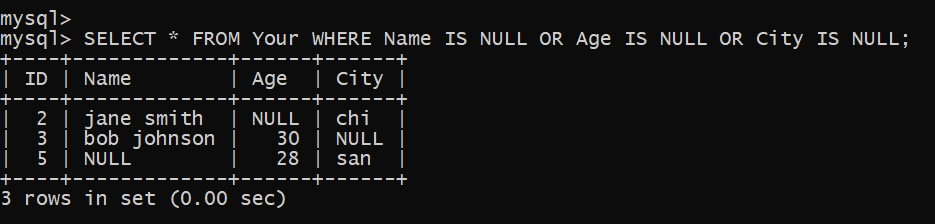 mysql>
mysql> SELECT * FROM Your WHERE Name IS NULL OR Age IS NULL OR City IS NULL;
+----+-------------+------+------+
| ID | Name        | Age  | City |
+----+-------------+------+------+
|  2 | jane smith  | NULL | chi  |
|  3 | bob johnson |   30 | NULL |
|  5 | NULL        |   28 | san  |
+----+-------------+------+------+
3 rows in set (0.00 sec)